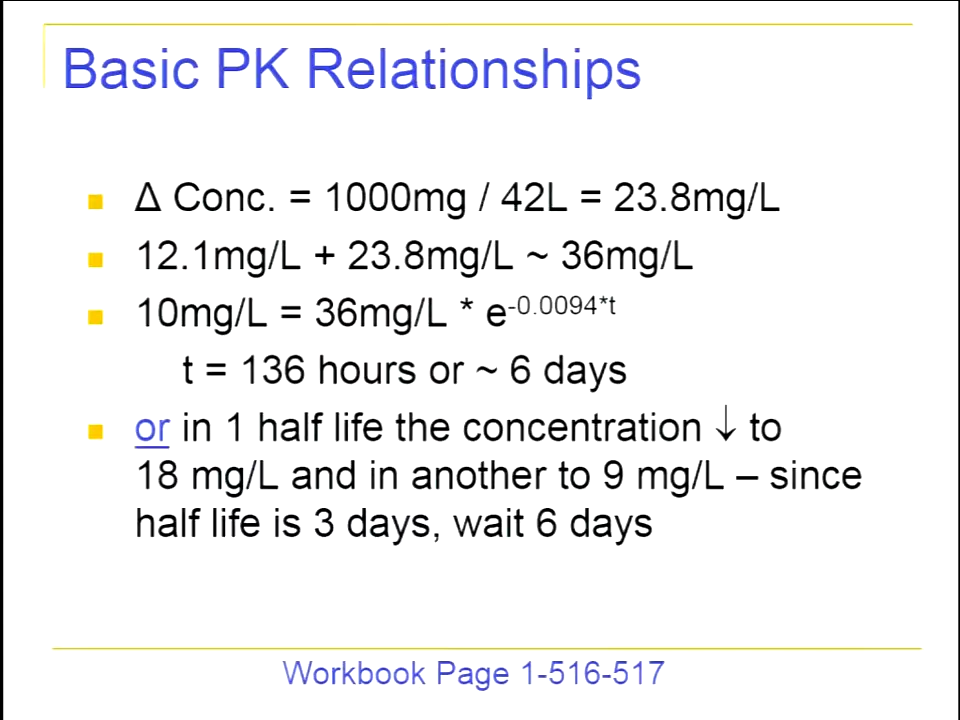 Basic PK Relationships
Δ Conc. = 1000mg / 42L = 23.8mg/L
12.1mg/L + 23.8mg/L ~ 36mg/L
10mg/L = 36mg/L * e-0.0094*t
t = 136 hours or ~ 6 days
or in 1 half life the concentration ↓ to
18 mg/L and in another to 9 mg/L – since
half life is 3 days, wait 6 days
Workbook Page 1-516-517